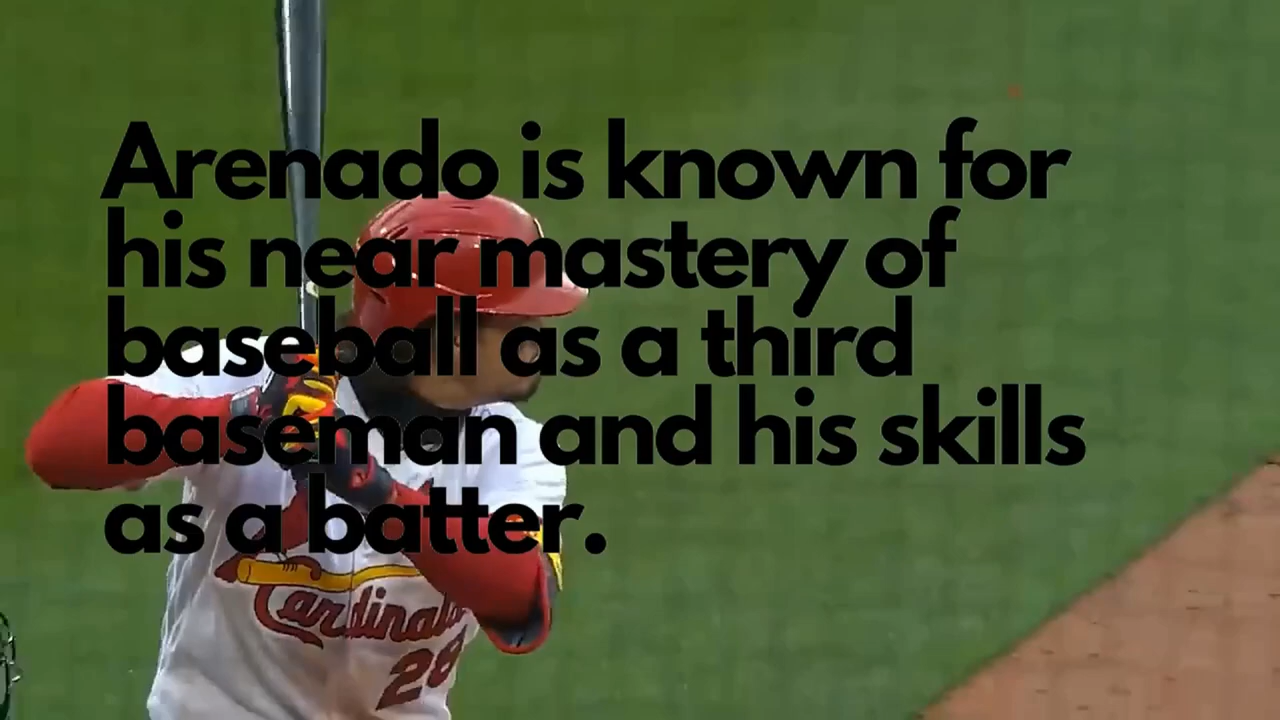 Arenado is known for
his near mastery of
baseball as a third
baseman and his skills
as a batter.
Cardinals
28